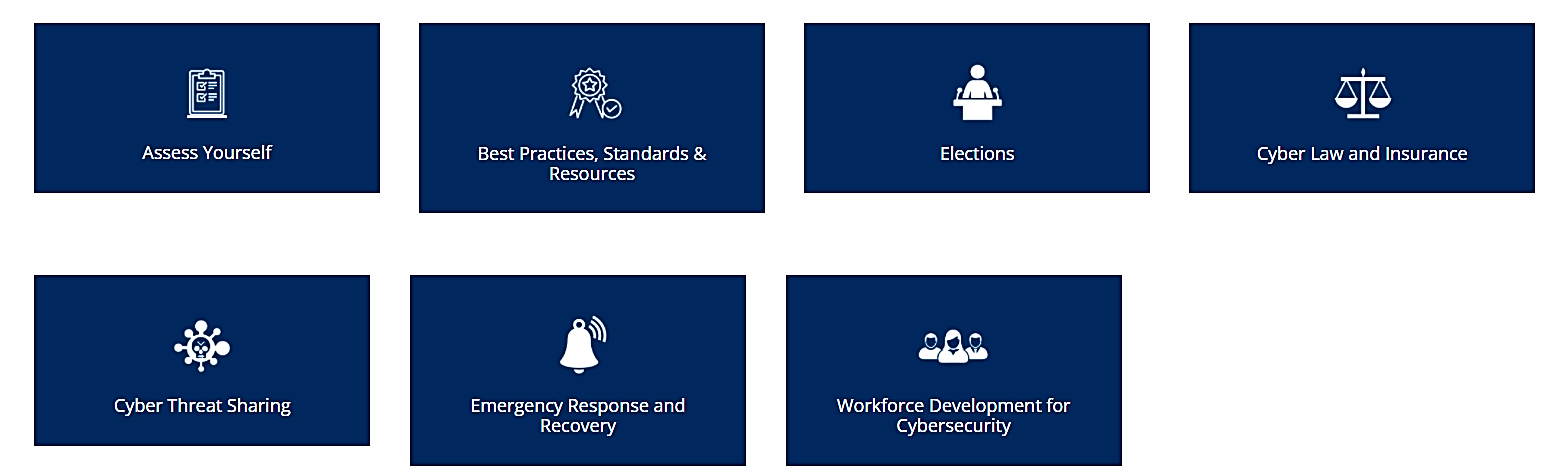 Assess Yourself
Best Practices, Standards &
Resources
Elections
Cyber Law and Insurance
Cyber Threat Sharing
Emergency Response and
Recovery
Workforce Development for
Cybersecurity